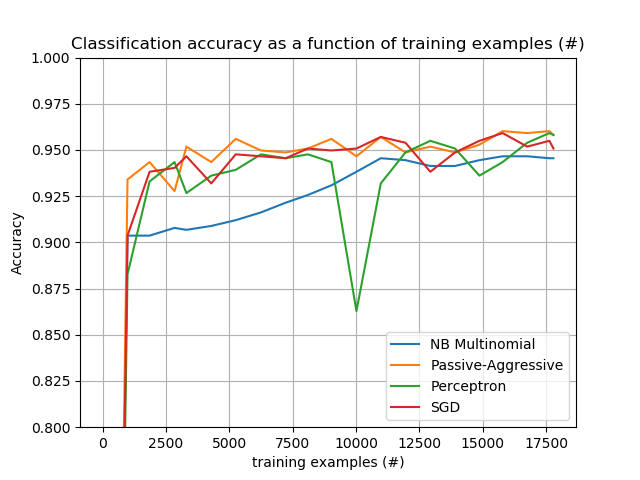 Classification accuracy as a function of training examples (#)
1.000
0.975
0.950
0.925
0.900
0.875
0.850
0.825
0.800
Accuracy
NB Multinomial
Passive-Aggressive
Perceptron
SGD
0 2500 5000 7500 10000 12500 15000 17500
training examples (#)